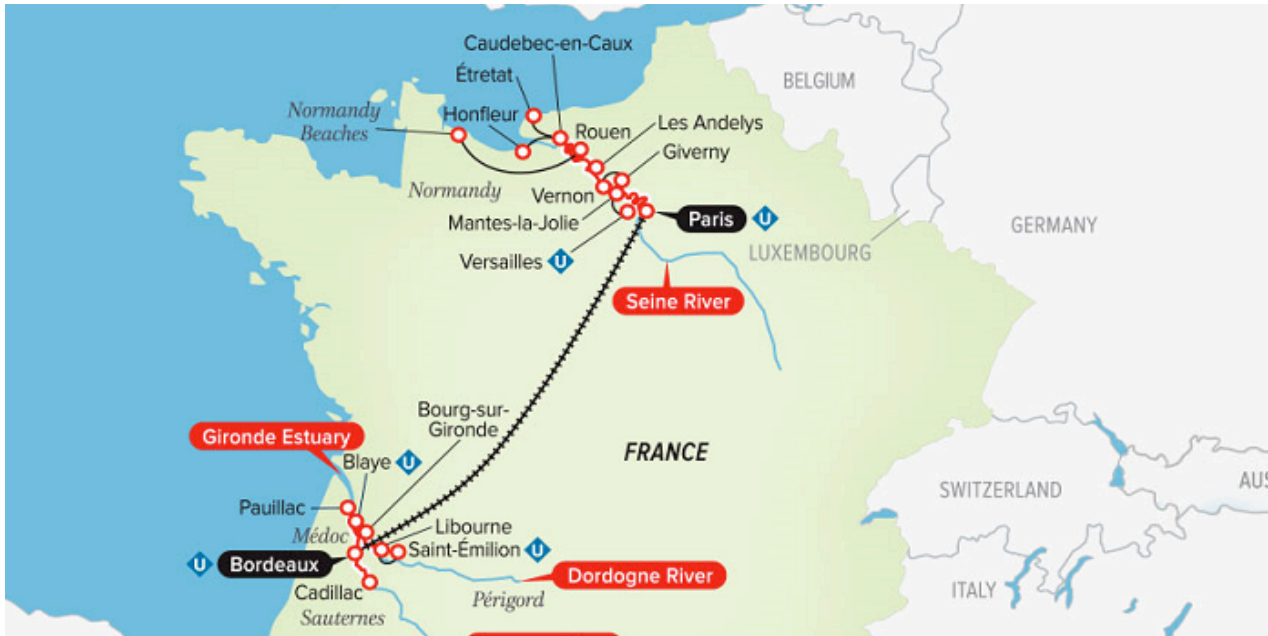 Caudebec-en-Caux
Étretat
BELGIUM
Normandy
Beaches
Honfleur
Rouen
Les Andelys
Giverny
Normandy
Vernon
Mantes-la-Jolie
Paris U
GERMANY
Versailles U
LUXEMBOURG
Seine River
Bourg-sur-
Gironde
Gironde Estuary
FRANCE
Blaye U
SWITZERLAND
AUS
Pauillac
Médoc
Libourne
Saint-Émilion U
U Bordeaux
Dordogne River
Cadillac
Périgord
ITALY
Sauternes